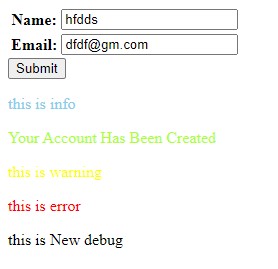 Name: hfdds
Email: dfdf@gm.com
Submit
this is info
Your Account Has Been Created
this is warning
this is error
this is New debug